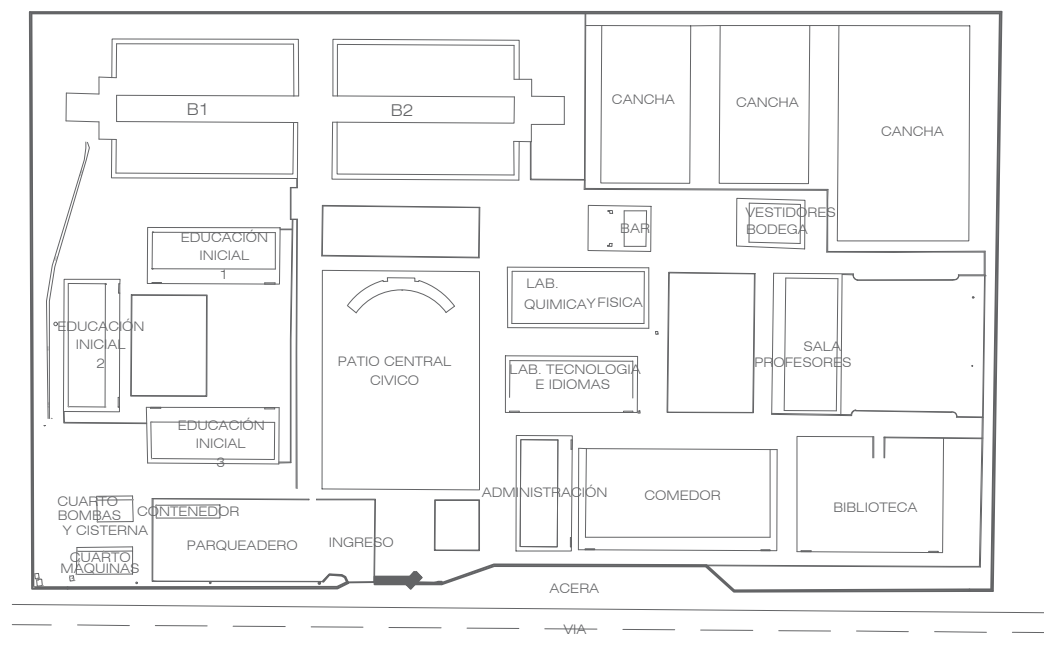 B1
B2
CANCHA
CANCHA
CANCHA
EDUCACIÓN
INICIAL
1
BAR
VESTIDORES
BODEGA
LAB.
QUIMICA Y FISICA
EDUCACIÓN
INICIAL
2
PATIO CENTRAL
CIVICO
LAB. TECNOLOGIA
E IDIOMAS
SALA
PROFESORES
EDUCACIÓN
INICIAL
3
ADMINISTRACIÓN
COMEDOR
BIBLIOTECA
CUARTO
BOMBAS
Y CISTERNA
CONTENEDOR
PARQUEADERO
INGRESO
CUARTO
MAQUINAS
ACERA
VIA